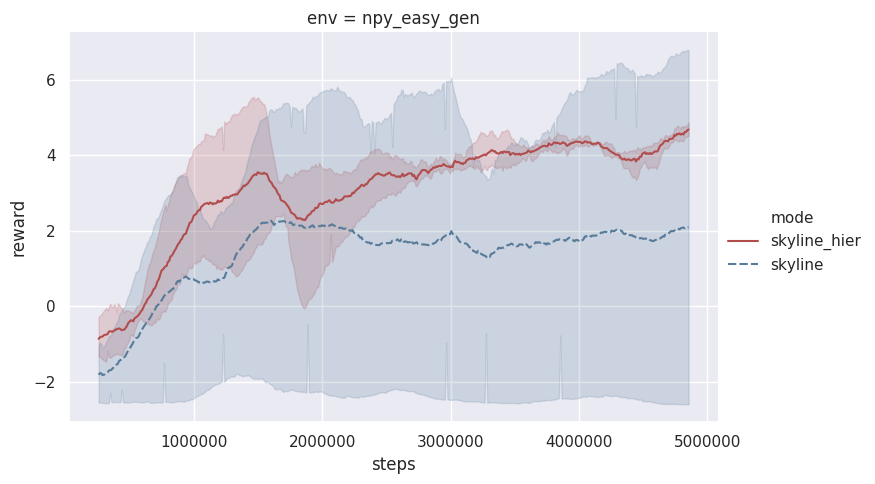 env = npy_easy_gen
6
4
2
0
−2
reward
1000000
2000000
3000000
4000000
5000000
steps
mode
skyline_hier
skyline